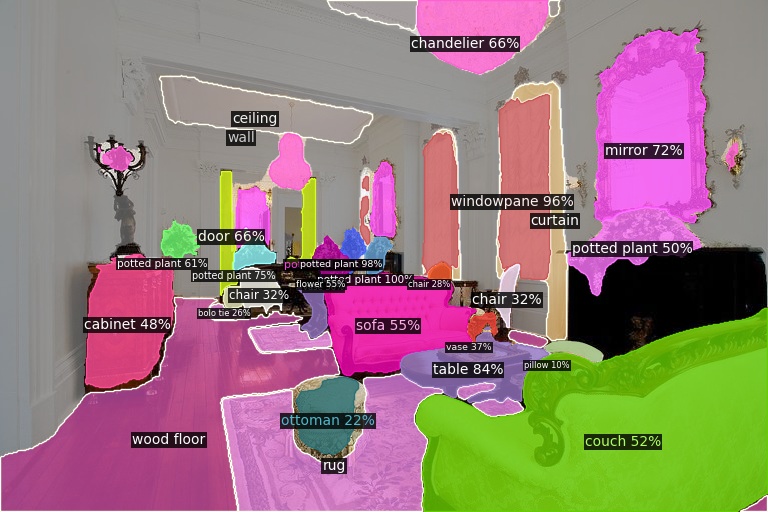 chandelier 66%
ceiling
wall
mirror 72%
windowpane 96%
curtain
door 66%
potted plant 50%
potted plant 61%
po
potted plant 98%
potted plant 75%
potted plant 100%
flower 55%
chair 28%
chair 32%
chair 32%
bolo tie 26%
cabinet 48%
sofa 55%
vase 37%
table 84%
pillow 10%
ottoman 22%
wood floor
couch 52%
rug